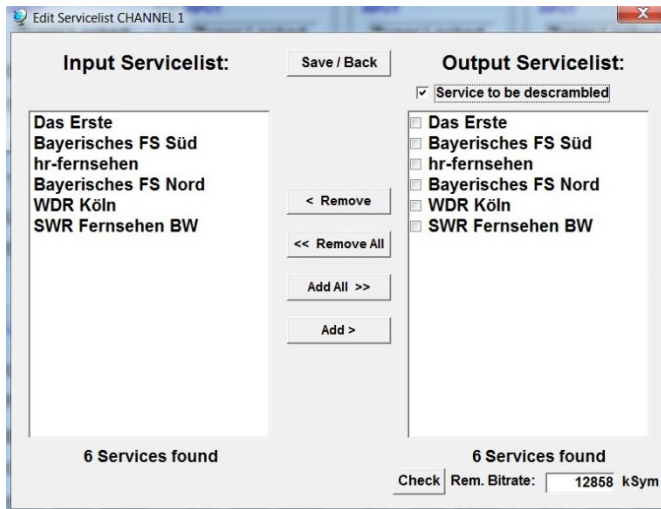 Edit Servicelist CHANNEL 1
Input Servicelist:
Save / Back
Output Servicelist:
Service to be descrambled
Das Erste
Bayerisches FS Süd
hr-fernsehen
Bayerisches FS Nord
WDR Köln
SWR Fernsehen BW
< Remove
<< Remove All
Add All >>
Add >
Das Erste
Bayerisches FS Süd
hr-fernsehen
Bayerisches FS Nord
WDR Köln
SWR Fernsehen BW
6 Services found
6 Services found
Check Rem. Bitrate: 12858 kSym